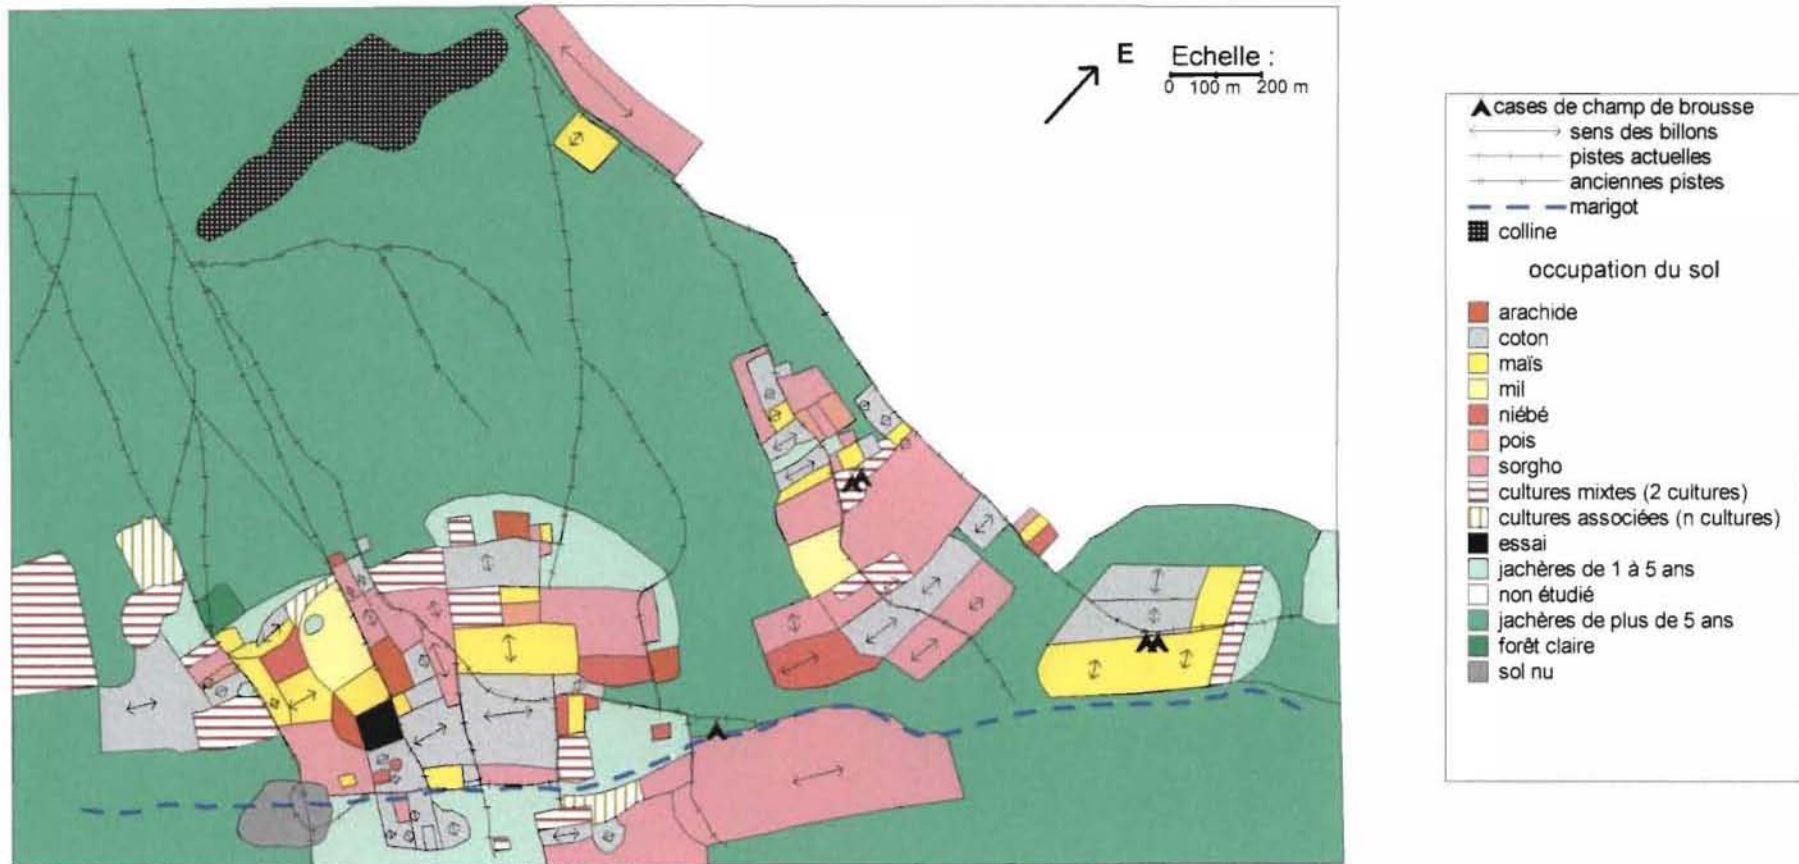 E
Echelle :
0 100 m 200 m
cases de champ de brousse
sens des billons
pistes actuelles
anciennes pistes
marigot
colline
occupation du sol
arachide
coton
maïs
mil
niébé
pois
sorgho
cultures mixtes (2 cultures)
cultures associées (n cultures)
essai
jachères de 1 à 5 ans
non étudié
jachères de plus de 5 ans
forêt claire
sol nu